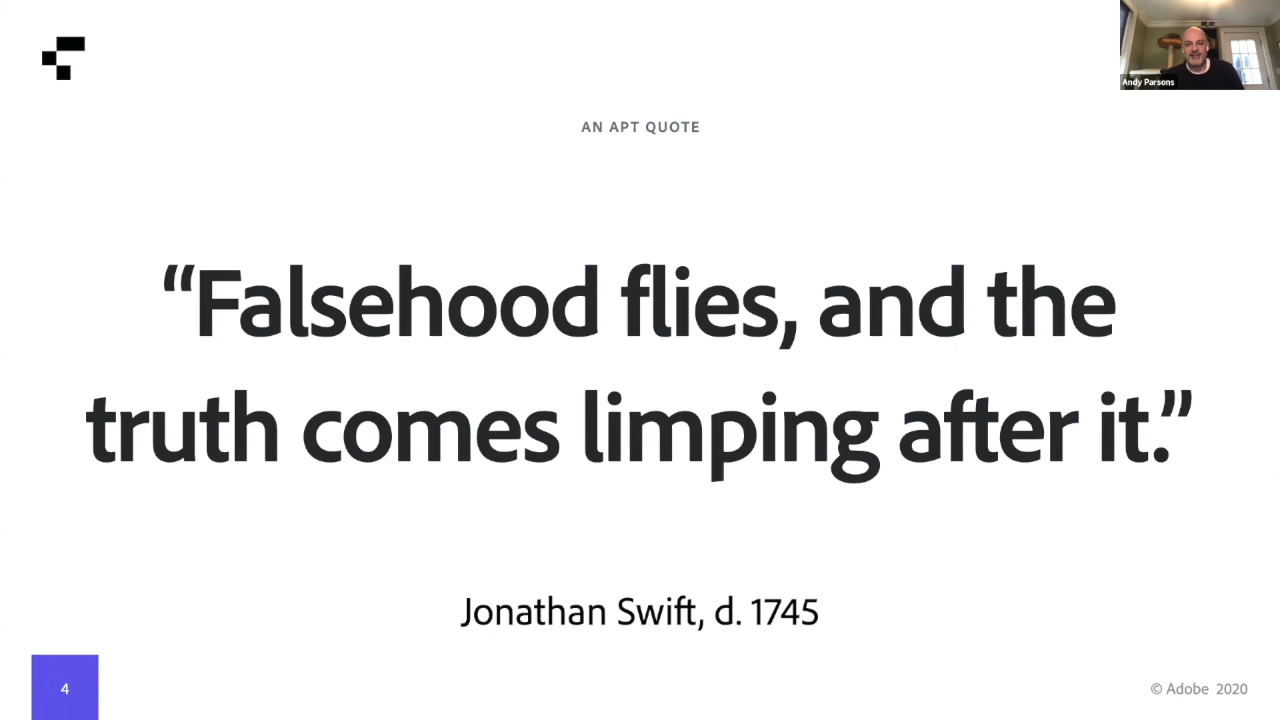 Andy Parsons
AN APT QUOTE
“Falsehood flies, and the
truth comes limping after it.”
Jonathan Swift, d. 1745
4
© Adobe 2020